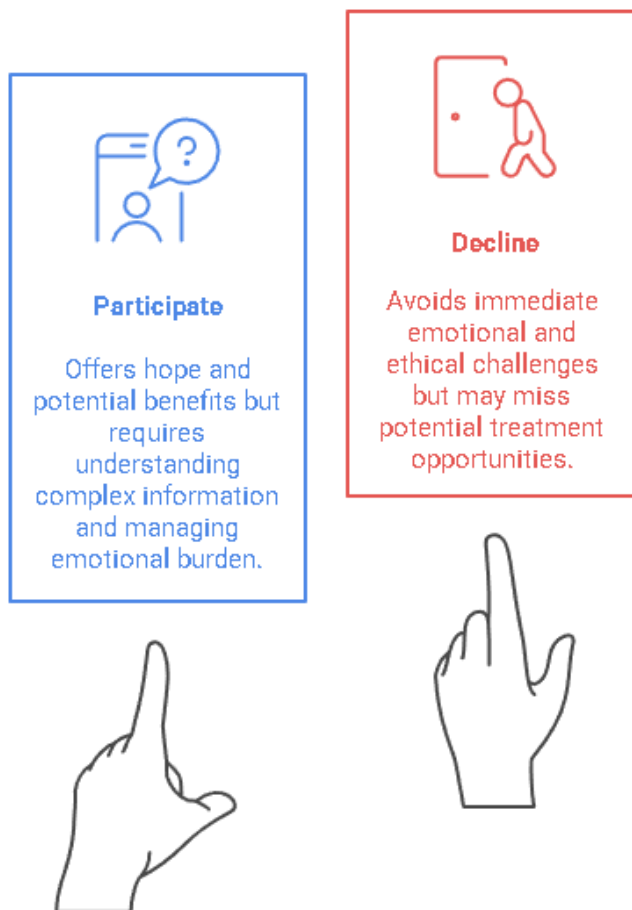 ?
Participate
Offers hope and
potential benefits but
requires
understanding
complex information
and managing
emotional burden.
Decline
Avoids immediate
emotional and
ethical challenges
but may miss
potential treatment
opportunities.